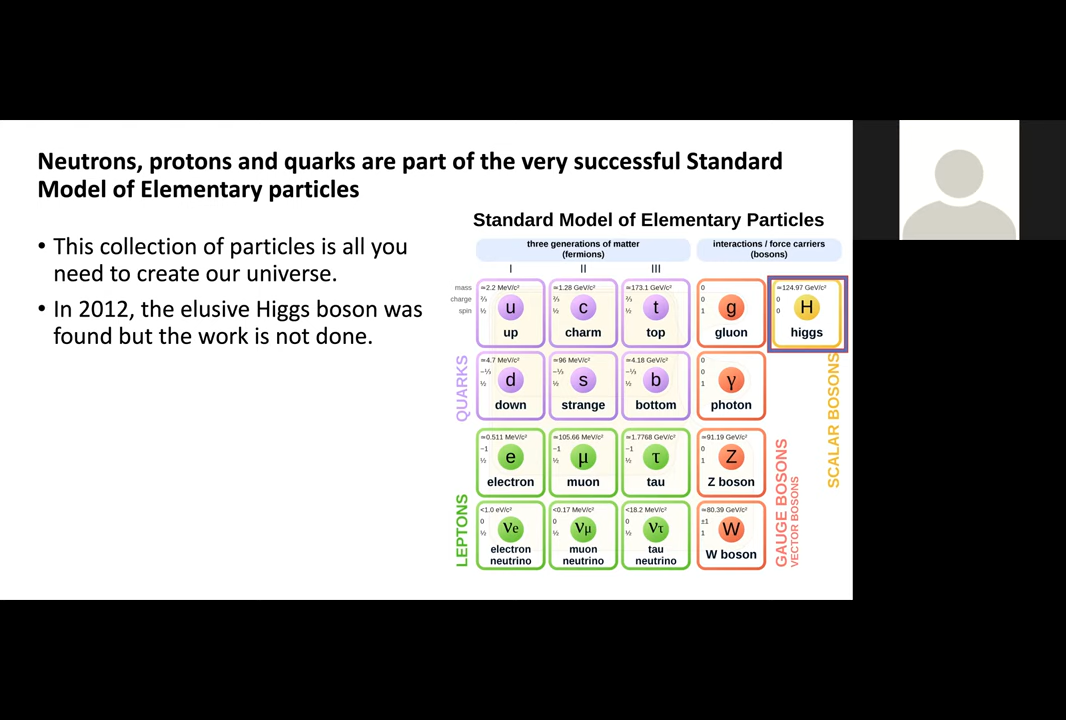 Neutrons, protons and quarks are part of the very successful Standard
Model of Elementary particles
• This collection of particles is all you
need to create our universe.
• In 2012, the elusive Higgs boson was
found but the work is not done.
Standard Model of Elementary Particles
three generations of matter
(fermions)
interactions / force carriers
(bosons)
I II III
mass
charge
spin
≃2.2 MeV/c²
⅔
½
u
up
≃1.28 GeV/c²
⅔
½
c
charm
≃173.1 GeV/c²
⅔
½
t
top
0
0
1
g
gluon
≃124.97 GeV/c²
0
0
H
higgs
QUARKS
≃4.7 MeV/c²
−⅓
½
d
down
≃96 MeV/c²
−⅓
½
s
strange
≃4.18 GeV/c²
−⅓
½
b
bottom
0
0
1
γ
photon
SCALAR BOSONS
LEPTONS
≃0.511 MeV/c²
−1
½
e
electron
≃105.66 MeV/c²
−1
½
μ
muon
≃1.7768 GeV/c²
−1
½
τ
tau
≃91.19 GeV/c²
0
1
Z
Z boson
<1.0 eV/c²
0
½
νe
electron
neutrino
<0.17 MeV/c²
0
½
νμ
muon
neutrino
<18.2 MeV/c²
0
½
ντ
tau
neutrino
≃80.39 GeV/c²
±1
1
W
W boson
GAUGE BOSONS
VECTOR BOSONS